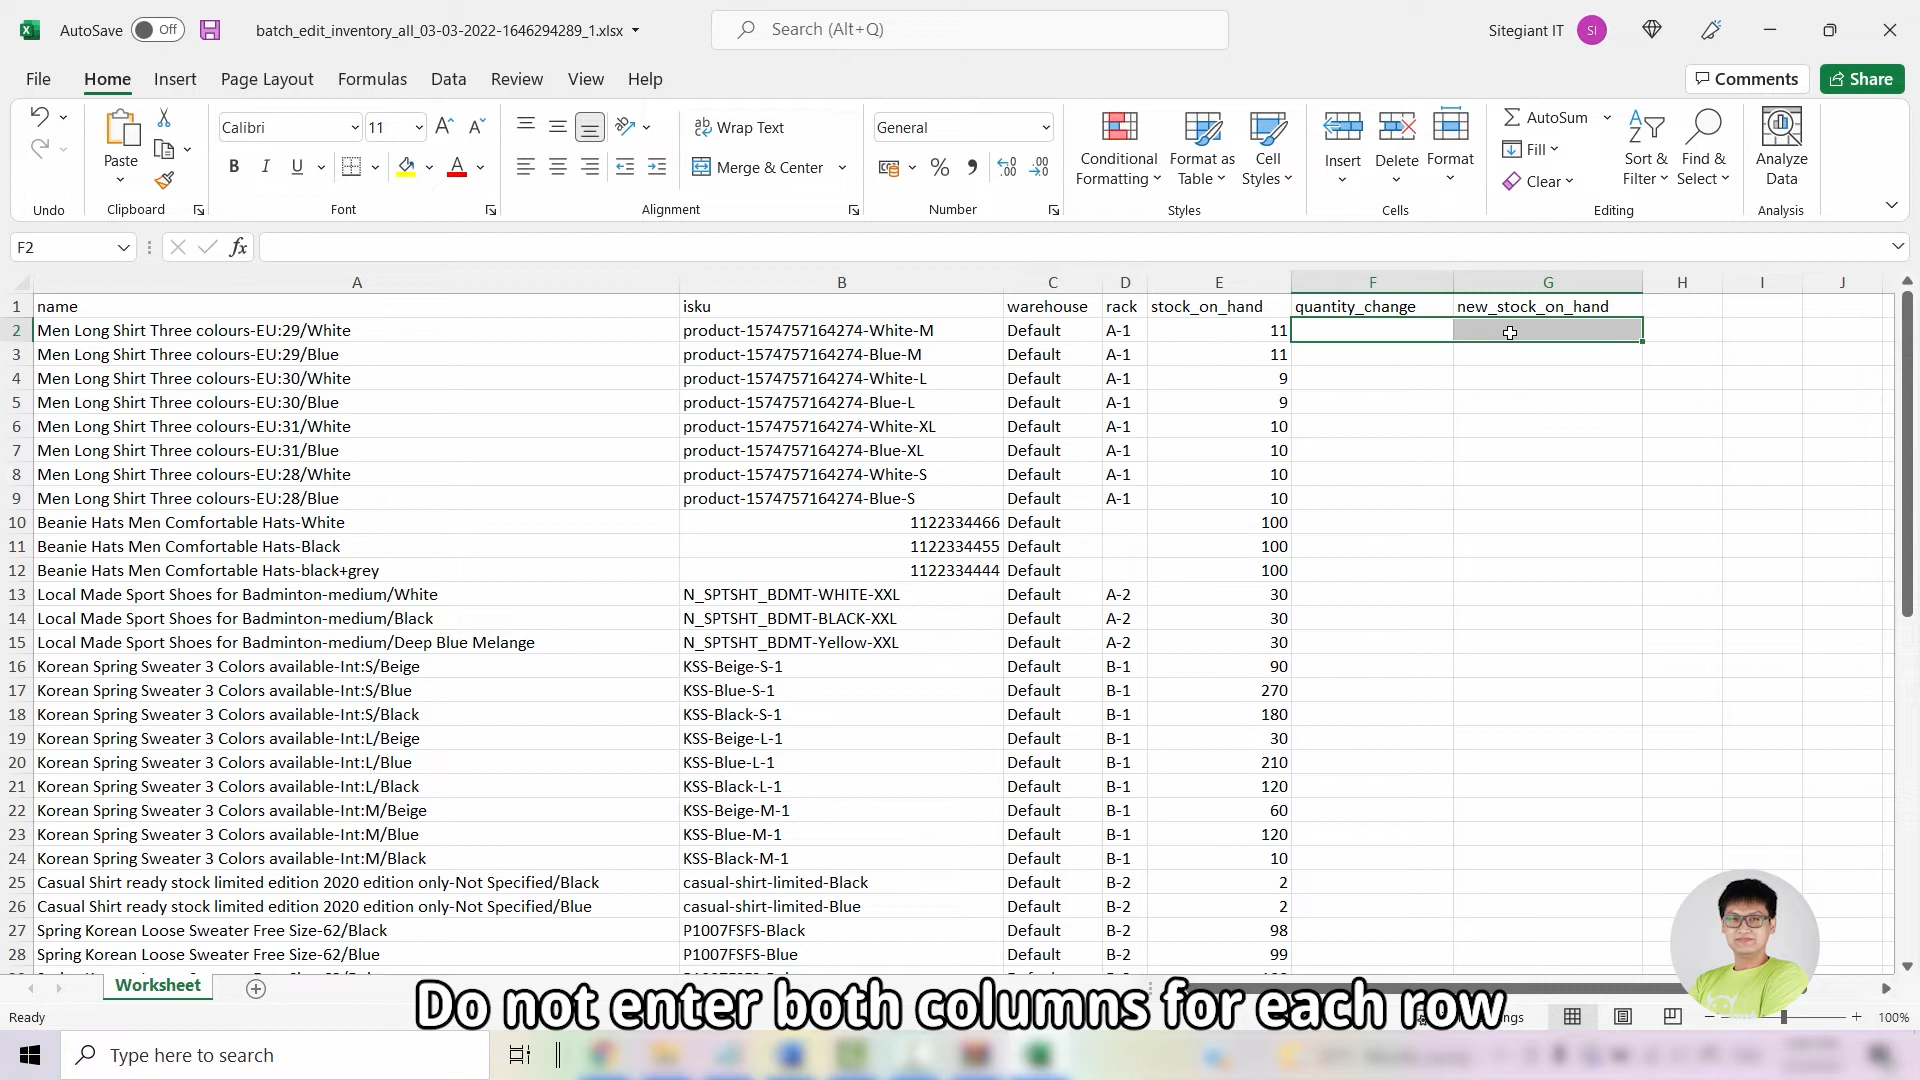 AutoSave Off batch_edit_inventory_all_03-03-2022-1646294289_1.xlsx Search (Alt+Q) Sitegiant IT SI
File Home Insert Page Layout Formulas Data Review View Help Comments Share
Calibri 11 Wrap Text General AutoSum
Paste Conditional Formatting Format as Table Cell Styles Insert Delete Format Fill Sort & Filter Find & Select Analyze Data
B I U A Merge & Center % Clear
Undo Clipboard Font Alignment Number Styles Cells Editing Analysis
F2 fx
A B C D E F G H I J
1 name isku warehouse rack stock_on_hand quantity_change new_stock_on_hand
2 Men Long Shirt Three colours-EU:29/White product-1574757164274-White-M Default A-1 11
3 Men Long Shirt Three colours-EU:29/Blue product-1574757164274-Blue-M Default A-1 11
4 Men Long Shirt Three colours-EU:30/White product-1574757164274-White-L Default A-1 9
5 Men Long Shirt Three colours-EU:30/Blue product-1574757164274-Blue-L Default A-1 9
6 Men Long Shirt Three colours-EU:31/White product-1574757164274-White-XL Default A-1 10
7 Men Long Shirt Three colours-EU:31/Blue product-1574757164274-Blue-XL Default A-1 10
8 Men Long Shirt Three colours-EU:28/White product-1574757164274-White-S Default A-1 10
9 Men Long Shirt Three colours-EU:28/Blue product-1574757164274-Blue-S Default A-1 10
10 Beanie Hats Men Comfortable Hats-White 1122334466 Default 100
11 Beanie Hats Men Comfortable Hats-Black 1122334455 Default 100
12 Beanie Hats Men Comfortable Hats-black+grey 1122334444 Default 100
13 Local Made Sport Shoes for Badminton-medium/White N_SPTSHT_BDMT-WHITE-XXL Default A-2 30
14 Local Made Sport Shoes for Badminton-medium/Black N_SPTSHT_BDMT-BLACK-XXL Default A-2 30
15 Local Made Sport Shoes for Badminton-medium/Deep Blue Melange N_SPTSHT_BDMT-Yellow-XXL Default A-2 30
16 Korean Spring Sweater 3 Colors available-Int:S/Beige KSS-Beige-S-1 Default B-1 90
17 Korean Spring Sweater 3 Colors available-Int:S/Blue KSS-Blue-S-1 Default B-1 270
18 Korean Spring Sweater 3 Colors available-Int:S/Black KSS-Black-S-1 Default B-1 180
19 Korean Spring Sweater 3 Colors available-Int:L/Beige KSS-Beige-L-1 Default B-1 30
20 Korean Spring Sweater 3 Colors available-Int:L/Blue KSS-Blue-L-1 Default B-1 210
21 Korean Spring Sweater 3 Colors available-Int:L/Black KSS-Black-L-1 Default B-1 120
22 Korean Spring Sweater 3 Colors available-Int:M/Beige KSS-Beige-M-1 Default B-1 60
23 Korean Spring Sweater 3 Colors available-Int:M/Blue KSS-Blue-M-1 Default B-1 120
24 Korean Spring Sweater 3 Colors available-Int:M/Black KSS-Black-M-1 Default B-1 10
25 Casual Shirt ready stock limited edition 2020 edition only-Not Specified/Black casual-shirt-limited-Black Default B-2 2
26 Casual Shirt ready stock limited edition 2020 edition only-Not Specified/Blue casual-shirt-limited-Blue Default B-2 2
27 Spring Korean Loose Sweater Free Size-62/Black P1007FSFS-Black Default B-2 98
28 Spring Korean Loose Sweater Free Size-62/Blue P1007FSFS-Blue Default B-2 99
Worksheet
Do not enter both columns for each row
Ready 100%
Type here to search